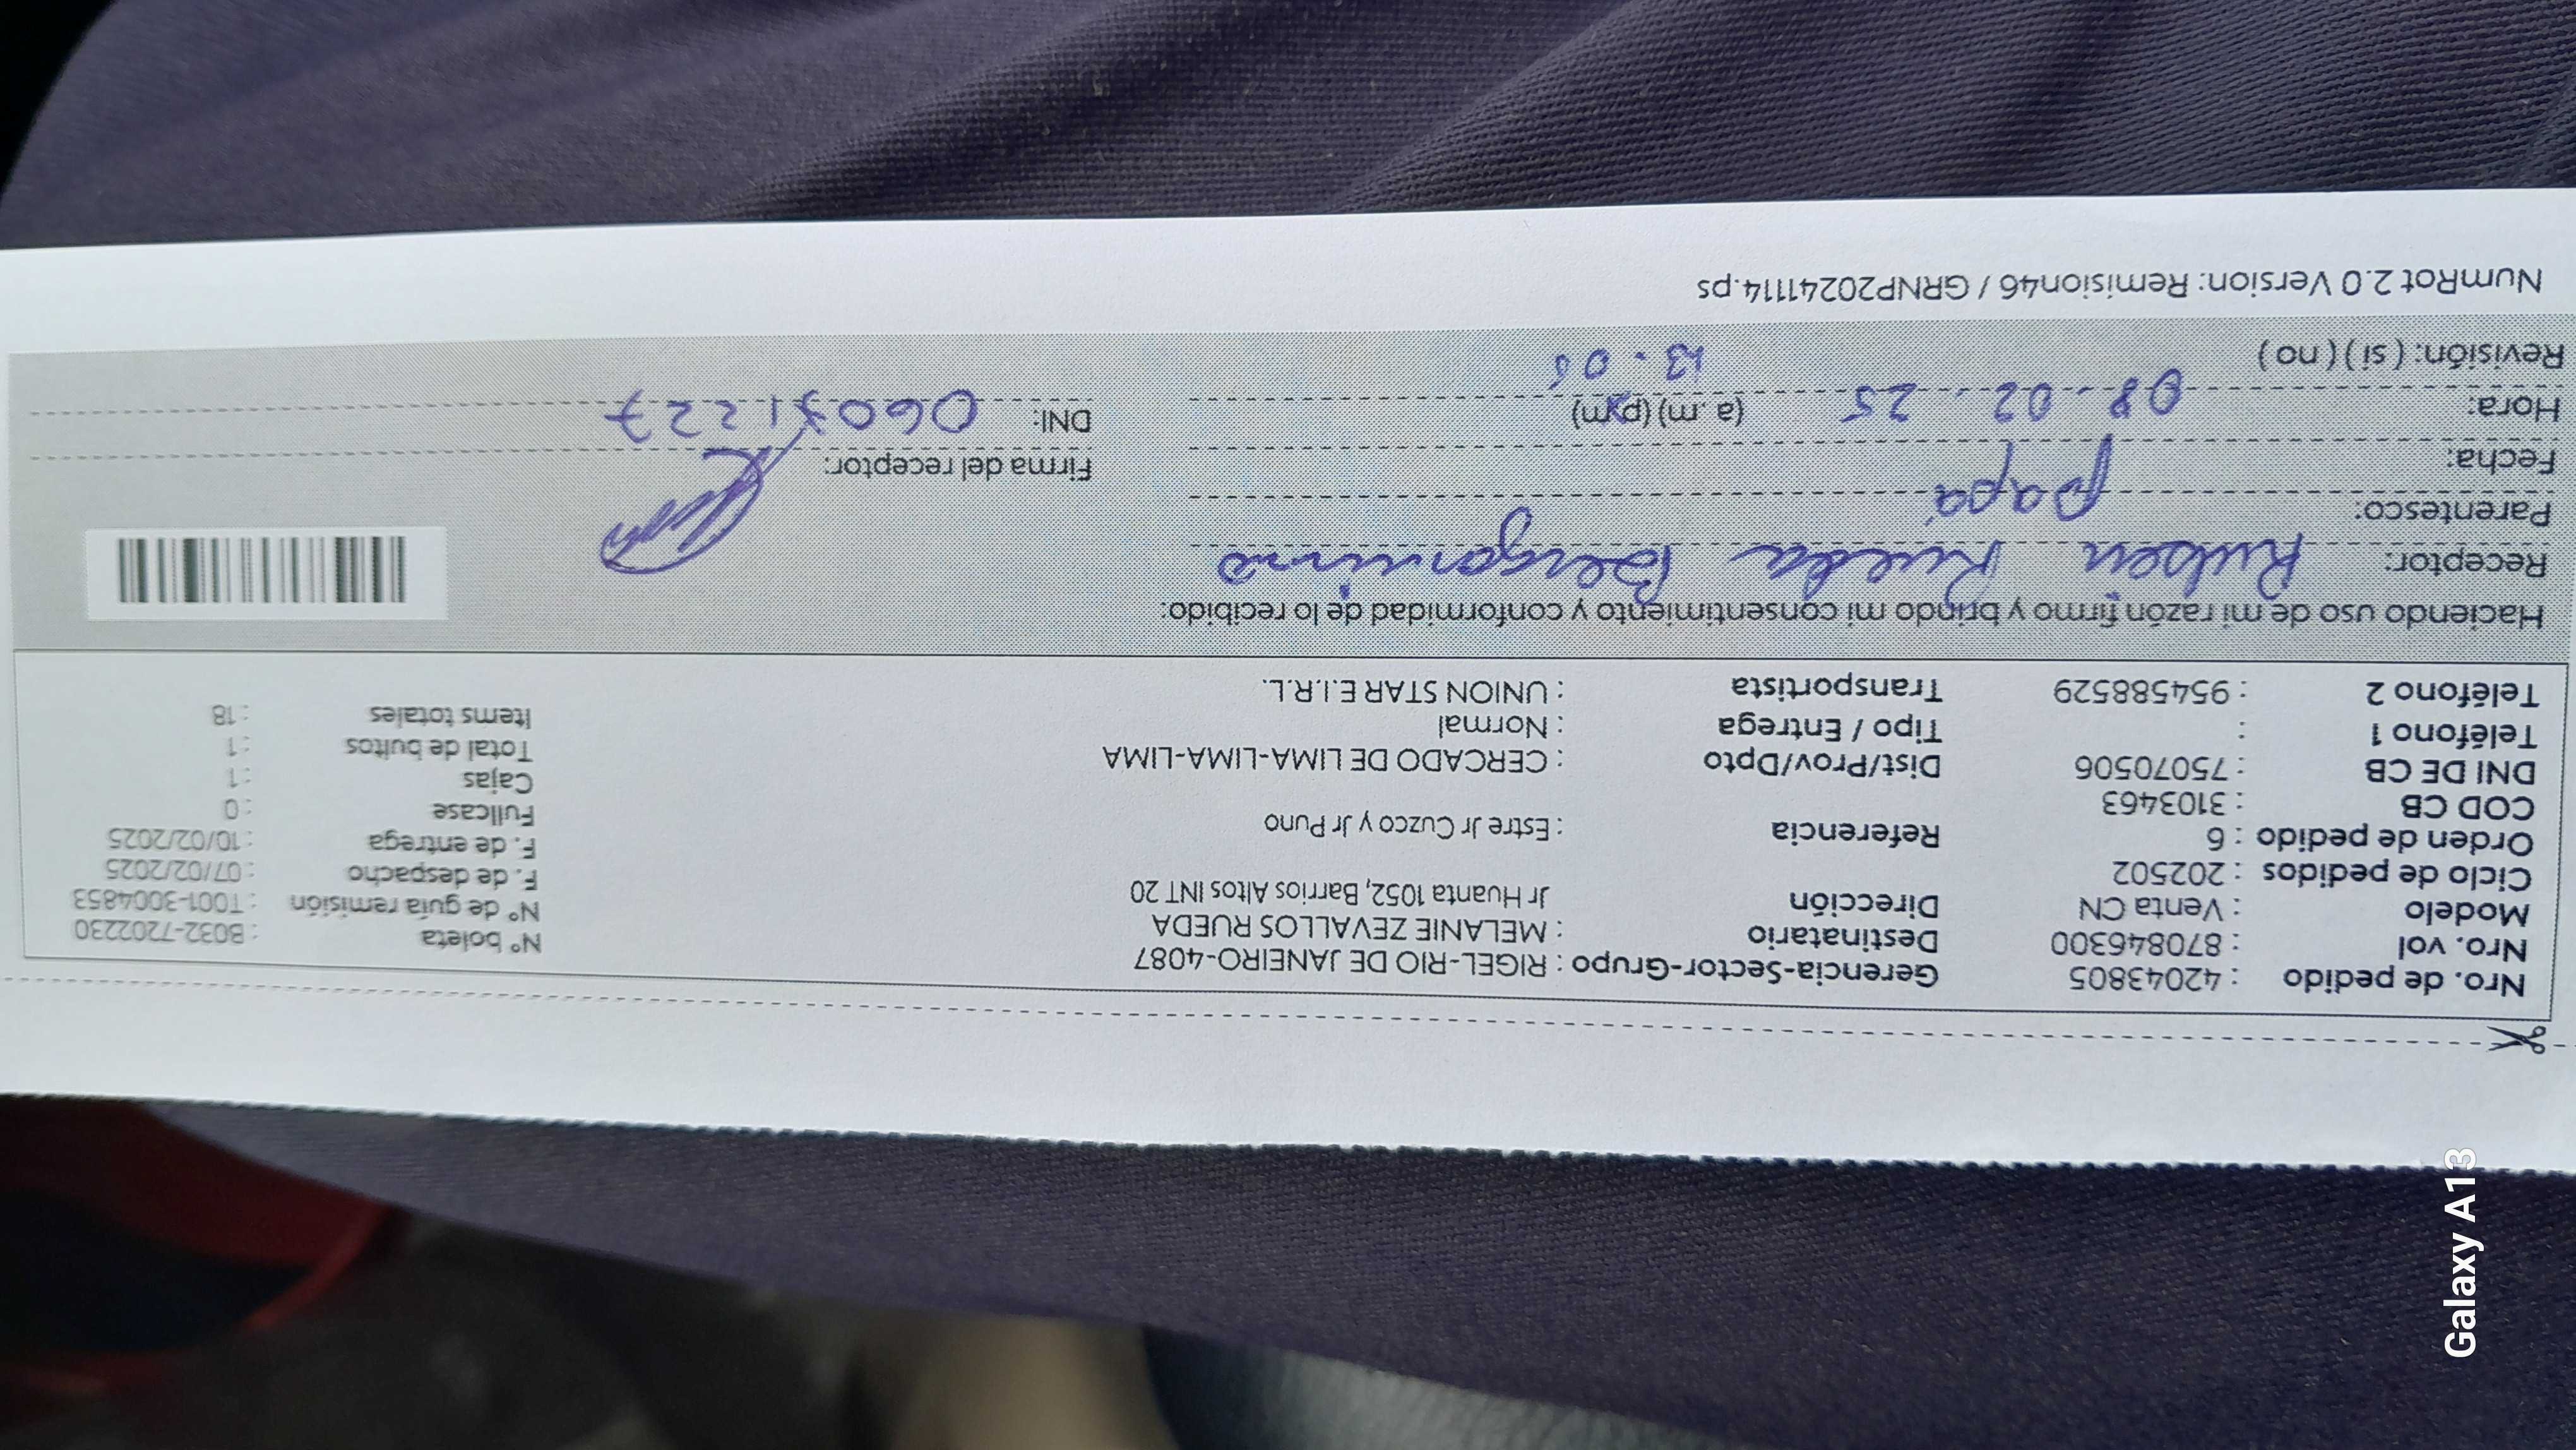 Nro. de pedido : 42043805 Gerencia-Sector-Grupo : RIGEL-RIO DE JANEIRO-4087 N° boleta : B032-7202230
Nro. vol : 870846300 Destinatario : MELANIE ZEVALLOS RUEDA N° de guía remisión : T001-3004853
Modelo : Venta CN Dirección Jr Huanta 1052, Barrios Altos INT 20 F. de despacho : 07/02/2025
Ciclo de pedidos : 202502 F. de entrega : 10/02/2025
Orden de pedido : 6 Referencia : Estre Jr Cuzco y Jr Puno Fullcase : 0
COD CB : 3103463 Cajas : 1
DNI DE CB : 75070506 Dist/Prov/Dpto : CERCADO DE LIMA-LIMA-LIMA Total de bultos : 1
Teléfono 1 : Tipo / Entrega : Normal Items totales : 18
Teléfono 2 : 954588529 Transportista : UNION STAR E.I.R.L.
Haciendo uso de mi razón firmo y brindo mi consentimiento y conformidad de lo recibido:
Receptor: Ruben Rueda
Parentesco: papá
Fecha: Firma del receptor:
Hora: 08.02.25 (a.m) (p.m) DNI:
Revisión: ( si ) ( no ) 13.06
NumRot 2.0 Version: Remision46 / GRNP20241114.ps
Galaxy A13